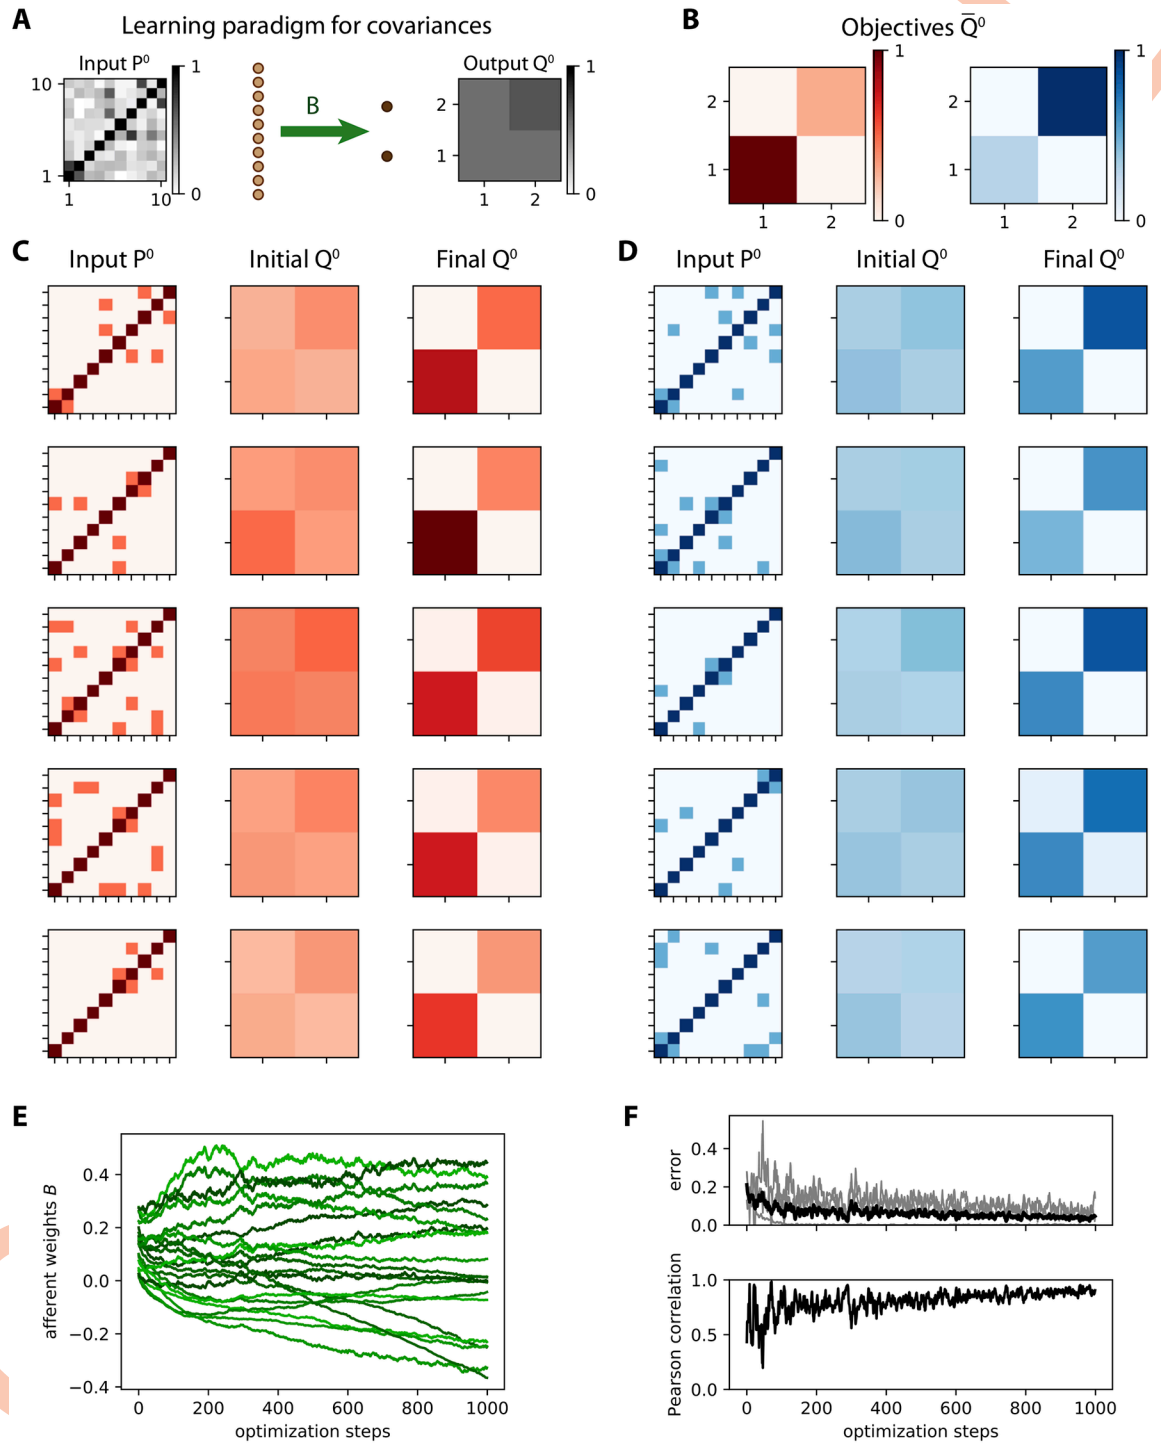 A
Learning paradigm for covariances
Input P⁰
10
1
1
10
1
0
B
Output Q⁰
2
1
1
2
1
0
B
Objectives Q̅⁰
2
1
1
2
1
0
2
1
1
2
1
0
C
Input P⁰
Initial Q⁰
Final Q⁰
D
Input P⁰
Initial Q⁰
Final Q⁰
E
afferent weights B
0.4
0.2
0.0
−0.2
−0.4
0
200
400
600
800
1000
optimization steps
F
error
0.4
0.2
0.0
Pearson correlation
1.0
0.5
0.0
0
200
400
600
800
1000
optimization steps